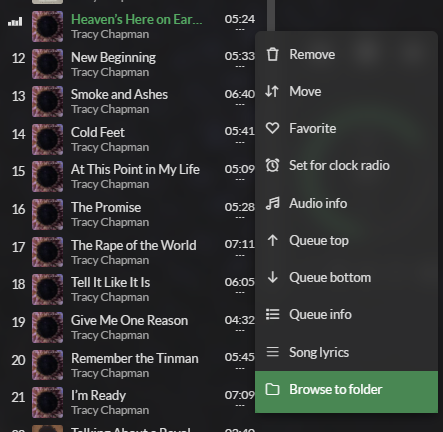 Heaven's Here on Ear...
05:24
Tracy Chapman
---
12
New Beginning
05:33
Tracy Chapman
---
13
Smoke and Ashes
06:40
Tracy Chapman
---
14
Cold Feet
05:41
Tracy Chapman
---
15
At This Point in My Life
05:09
Tracy Chapman
---
16
The Promise
05:28
Tracy Chapman
---
17
The Rape of the World
07:11
Tracy Chapman
---
18
Tell It Like It Is
06:05
Tracy Chapman
---
19
Give Me One Reason
04:32
Tracy Chapman
---
20
Remember the Tinman
05:45
Tracy Chapman
---
21
I'm Ready
07:09
Tracy Chapman
---
Remove
Move
Favorite
Set for clock radio
Audio info
Queue top
Queue bottom
Queue info
Song lyrics
Browse to folder